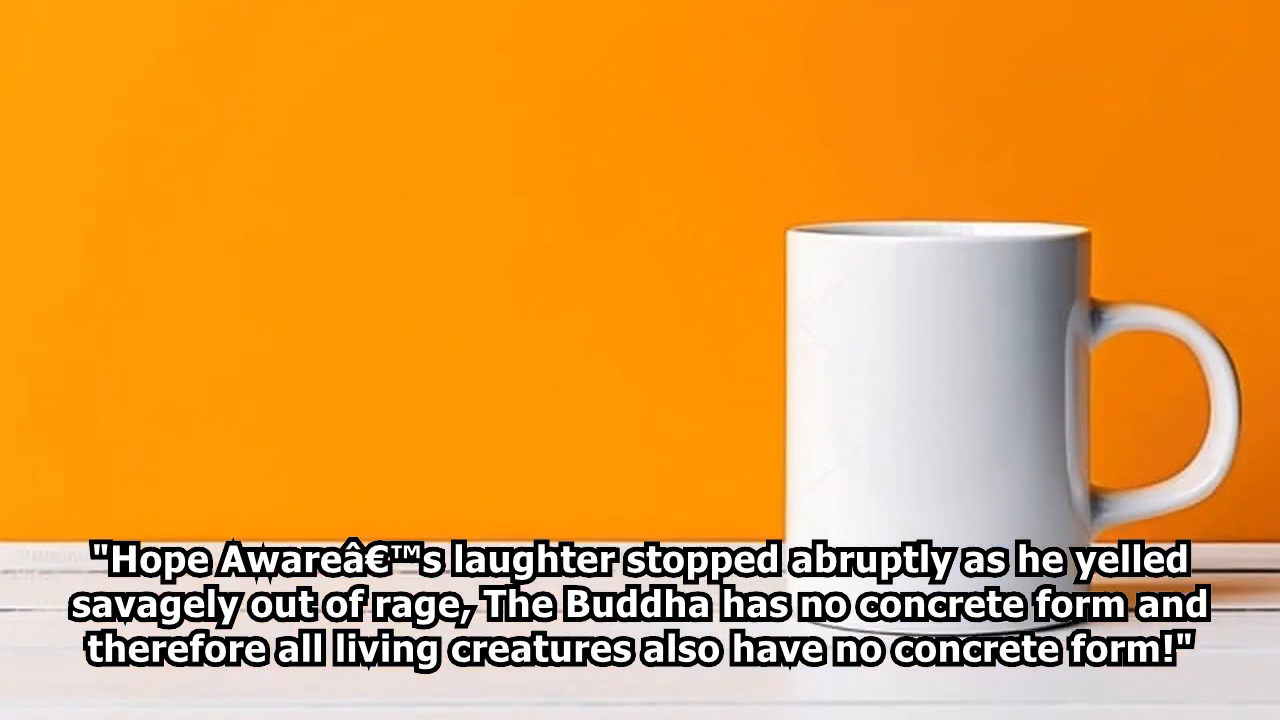 "Hope Awareâ€™s laughter stopped abruptly as he yelled
savagely out of rage, The Buddha has no concrete form and
therefore all living creatures also have no concrete form!"